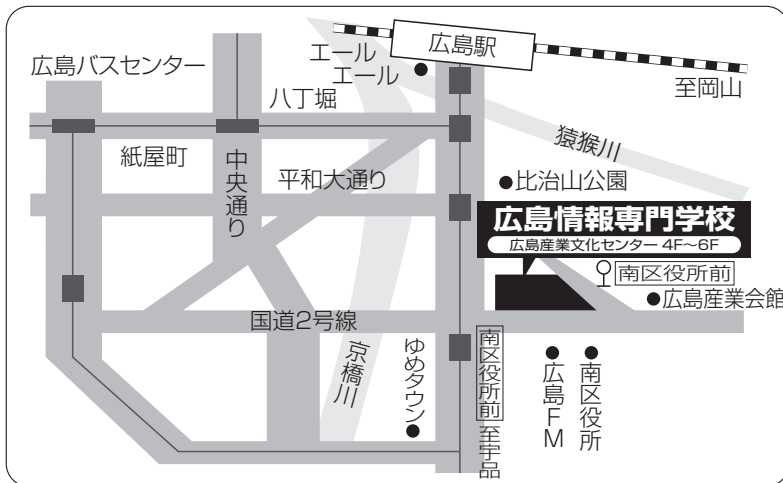 広島駅
エール
エール
広島バスセンター
八丁堀
至岡山
紙屋町
中央通り
平和大通り
猿猴川
比治山公園
広島情報専門学校
広島産業文化センター 4F～6F
南区役所前
広島産業会館
国道2号線
京橋川
ゆめタウン
南区役所前
至宇品
広島FM
南区役所